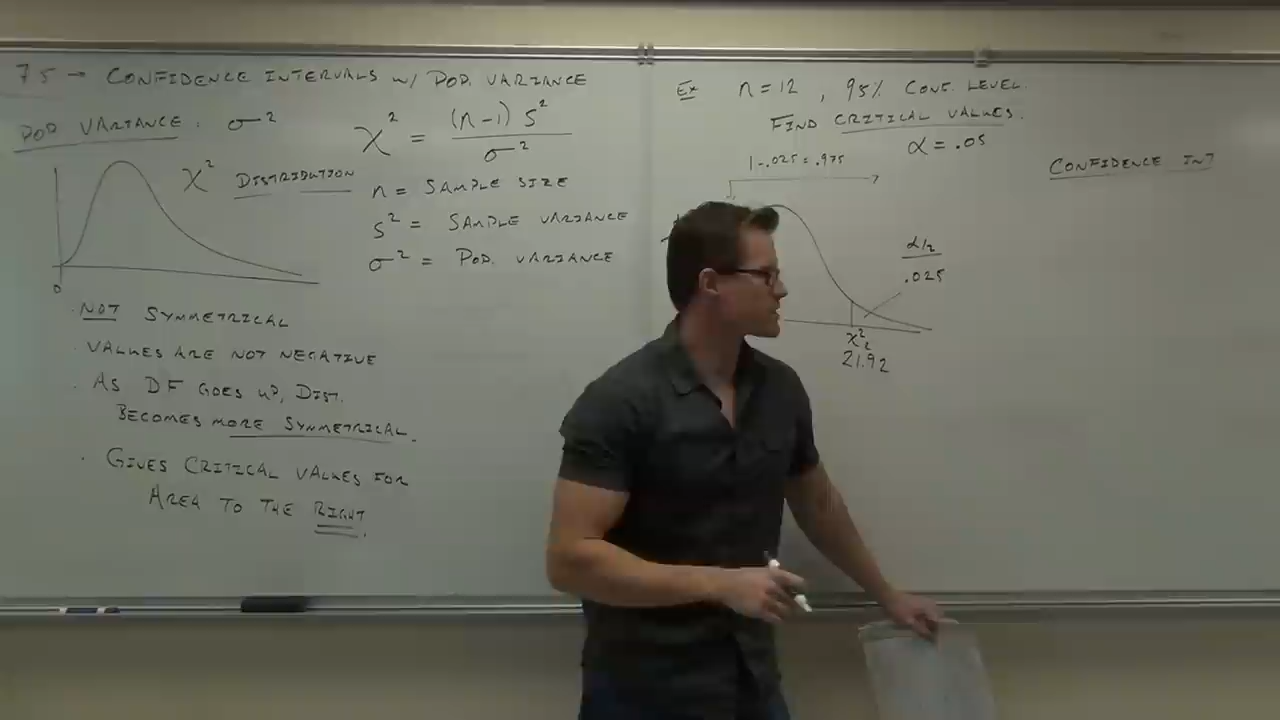 7.5 → CONFIDENCE INTERVALS w/ POP. VARIANCE
POP VARIANCE: σ²
χ² = (n-1) s² / σ²
χ² DISTRIBUTION
n = SAMPLE SIZE
s² = SAMPLE VARIANCE
σ² = POP. VARIANCE
0
· NOT SYMMETRICAL
· VALUES ARE NOT NEGATIVE
· AS DF GOES UP, DIST.
BECOMES MORE SYMMETRICAL.
· GIVES CRITICAL VALUES FOR
AREA TO THE RIGHT.
EX n = 12 , 95% CONF. LEVEL.
FIND CRITICAL VALUES.
α = .05
1 - .025 = .975
α/2
.025
21.92
CONFIDENCE INT